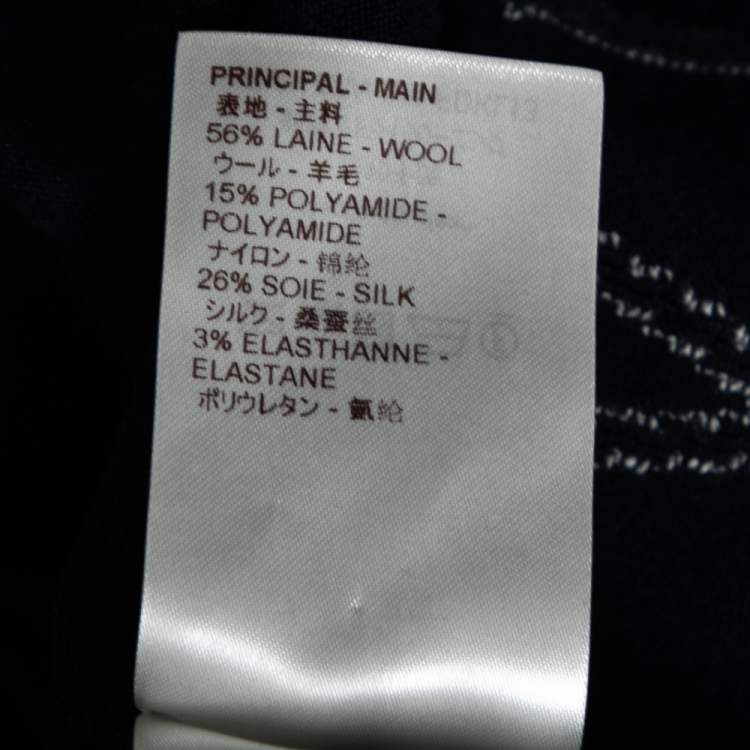 PRINCIPAL - MAIN
表地 - 主料
56% LAINE - WOOL
ウール - 羊毛
15% POLYAMIDE -
POLYAMIDE
ナイロン - 锦纶
26% SOIE - SILK
シルク - 桑蚕丝
3% ELASTHANNE -
ELASTANE
ポリウレタン - 氨纶